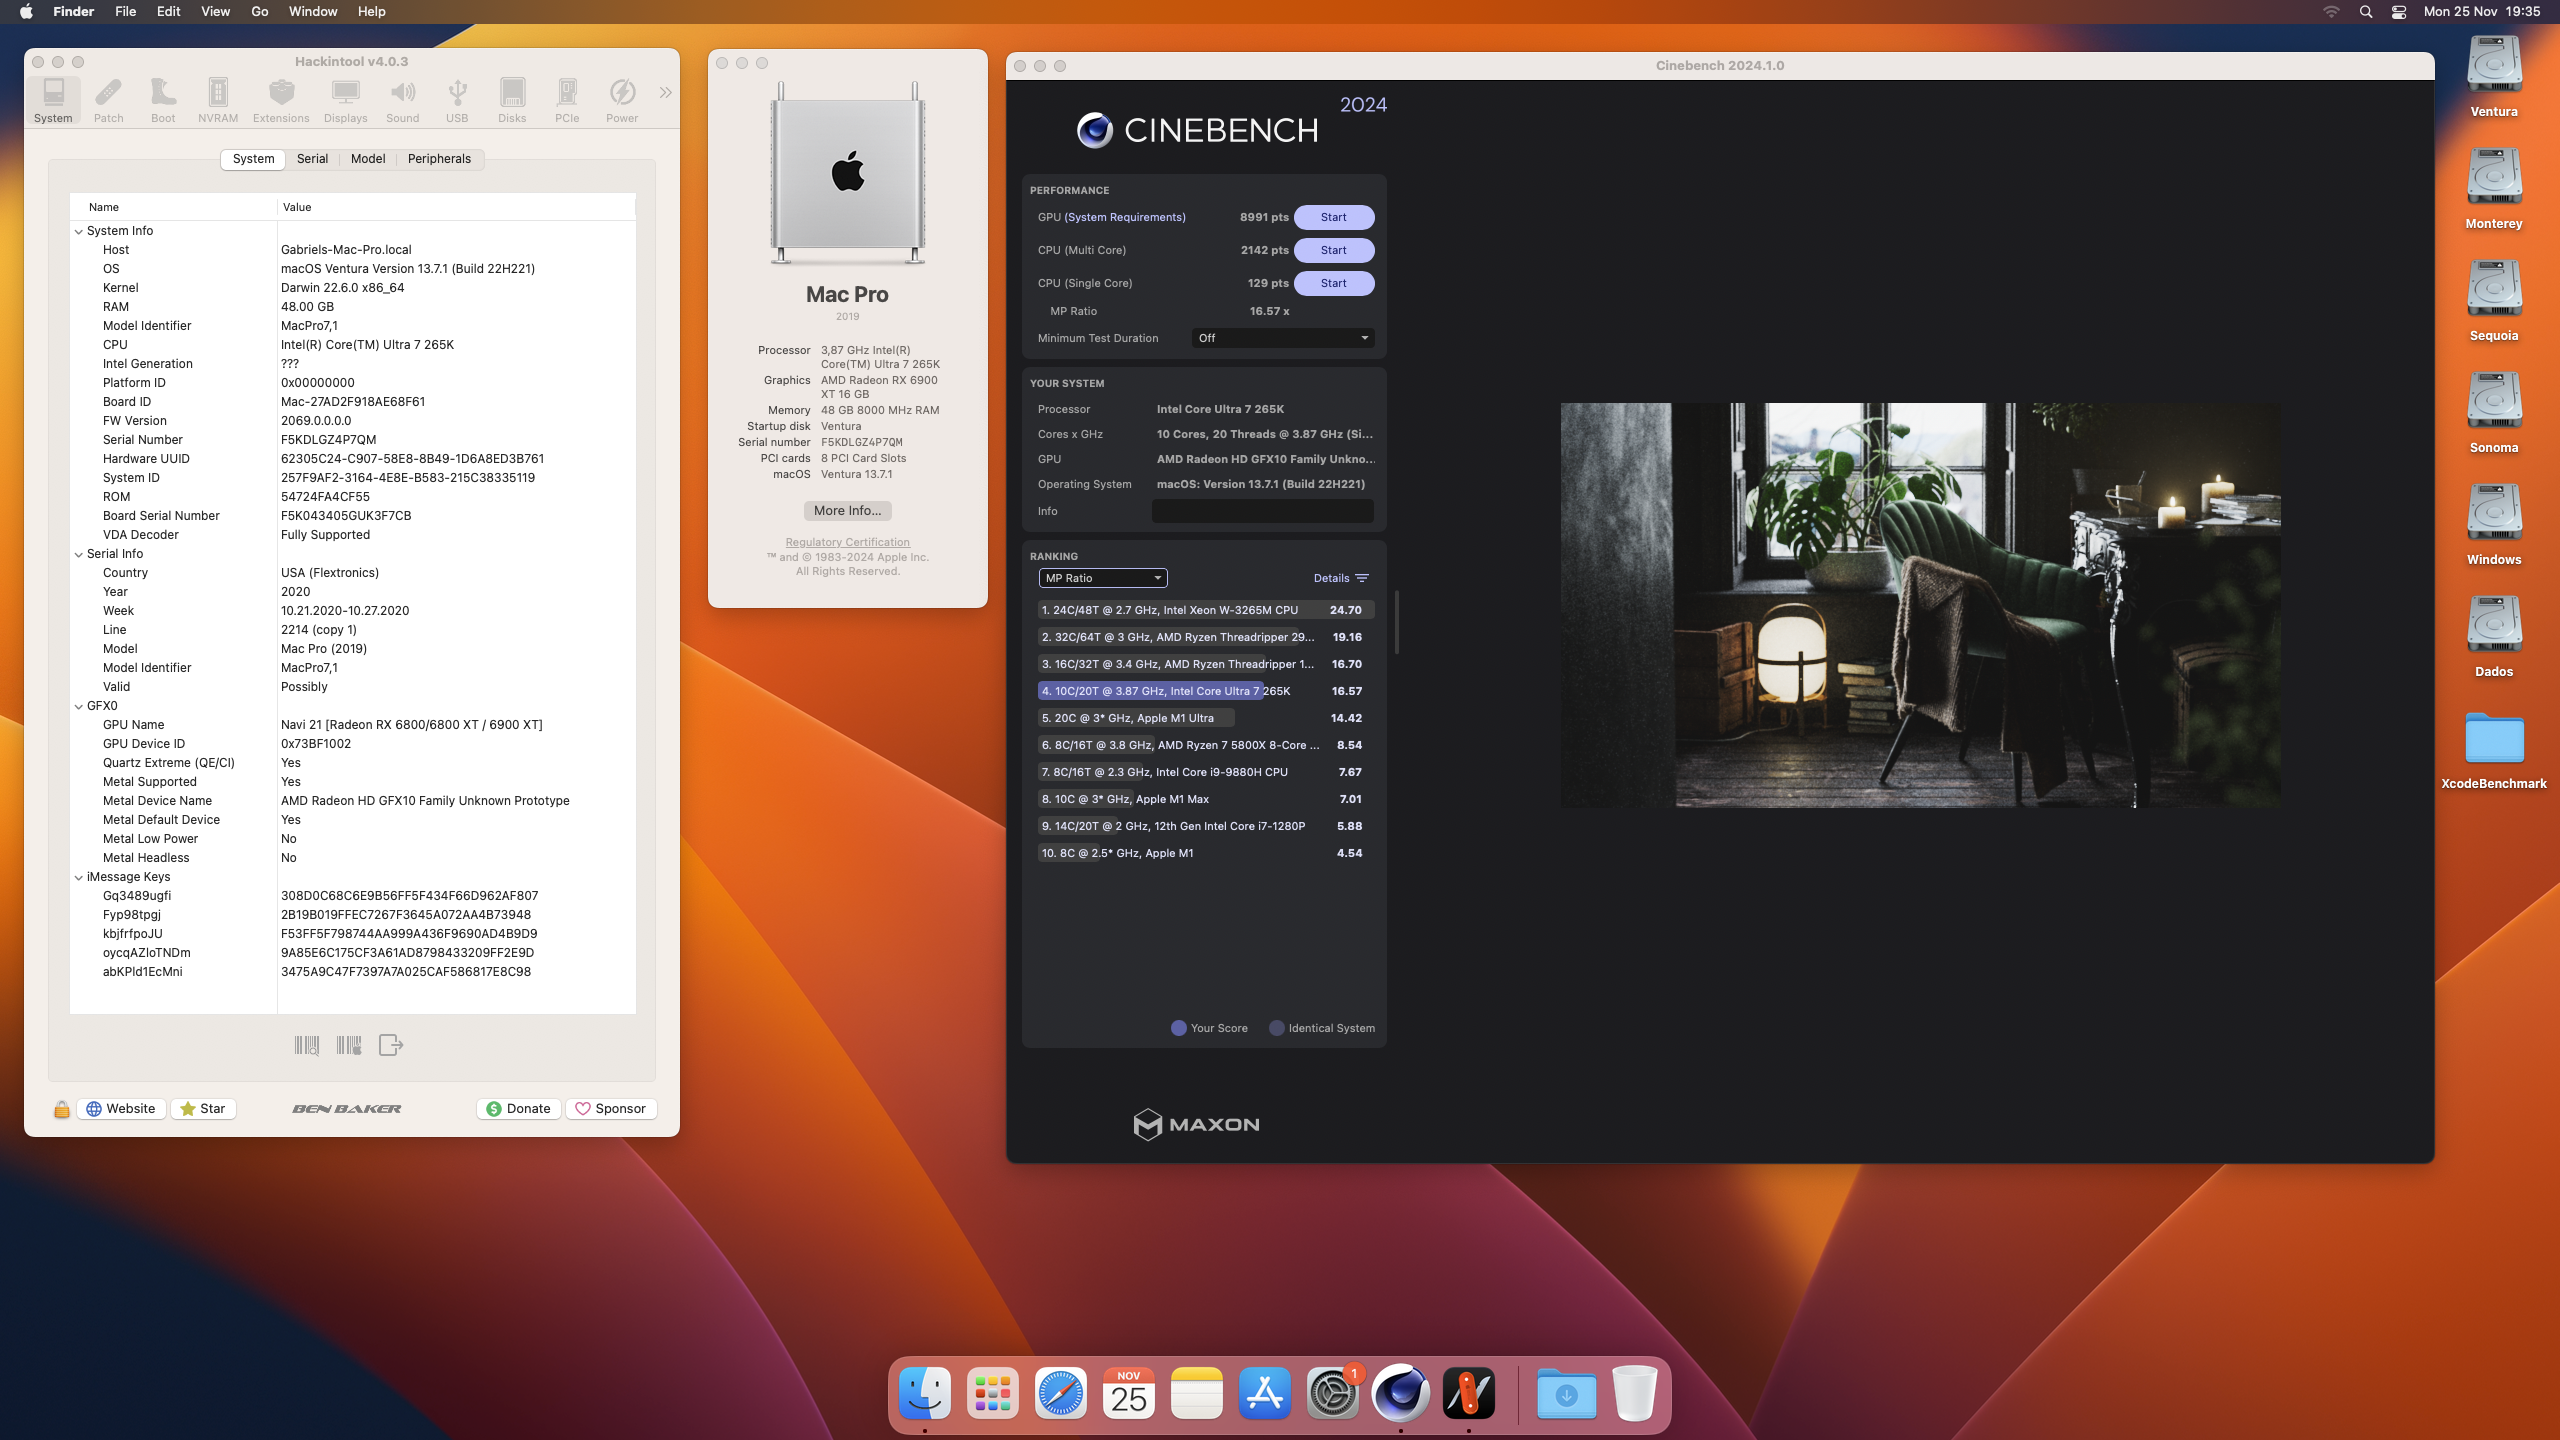 Finder File Edit View Go Window Help
Mon 25 Nov 19:35
Hackintool v4.0.3
System Patch Boot NVRAM Extensions Displays Sound USB Disks PCIe Power
System Serial Model Peripherals
Name Value
System Info
Host Gabriels-Mac-Pro.local
OS macOS Ventura Version 13.7.1 (Build 22H221)
Kernel Darwin 22.6.0 x86_64
RAM 48.00 GB
Model Identifier MacPro7,1
CPU Intel(R) Core(TM) Ultra 7 265K
Intel Generation ???
Platform ID 0x00000000
Board ID Mac-27AD2F918AE68F61
FW Version 2069.0.0.0.0
Serial Number F5KDLGZ4P7QM
Hardware UUID 62305C24-C907-58E8-8B49-1D6A8ED3B761
System ID 257F9AF2-3164-4E8E-B583-215C38335119
ROM 54724FA4CF55
Board Serial Number F5K043405GUK3F7CB
VDA Decoder Fully Supported
Serial Info
Country USA (Flextronics)
Year 2020
Week 10.21.2020-10.27.2020
Line 2214 (copy 1)
Model Mac Pro (2019)
Model Identifier MacPro7,1
Valid Possibly
GFX0
GPU Name Navi 21 [Radeon RX 6800/6800 XT / 6900 XT]
GPU Device ID 0x73BF1002
Quartz Extreme (QE/CI) Yes
Metal Supported Yes
Metal Device Name AMD Radeon HD GFX10 Family Unknown Prototype
Metal Default Device Yes
Metal Low Power No
Metal Headless No
iMessage Keys
Gq3489ugfi 308D0C68C6E9B56FF5F434F66D962AF807
Fyp98tpgj 2B19B019FFEC7267F3645A072AA4B73948
kbjfrfpoJU F53FF5F798744AA999A436F9690AD4B9D9
oycqAZloTNDm 9A85E6C175CF3A61AD8798433209FF2E9D
abKPld1EcMni 3475A9C47F7397A7A025CAF586817E8C98
Website Star BEN BAKER Donate Sponsor
Mac Pro
2019
Processor 3,87 GHz Intel(R)
Core(TM) Ultra 7 265K
Graphics AMD Radeon RX 6900
XT 16 GB
Memory 48 GB 8000 MHz RAM
Startup disk Ventura
Serial number F5KDLGZ4P7QM
PCI cards 8 PCI Card Slots
macOS Ventura 13.7.1
More Info...
Regulatory Certification
™ and © 1983-2024 Apple Inc.
All Rights Reserved.
Cinebench 2024.1.0
2024
CINEBENCH
PERFORMANCE
GPU (System Requirements) 8991 pts Start
CPU (Multi Core) 2142 pts Start
CPU (Single Core) 129 pts Start
MP Ratio 16.57 x
Minimum Test Duration Off
YOUR SYSTEM
Processor Intel Core Ultra 7 265K
Cores x GHz 10 Cores, 20 Threads @ 3.87 GHz (Si...
GPU AMD Radeon HD GFX10 Family Unkno...
Operating System macOS: Version 13.7.1 (Build 22H221)
Info
RANKING
MP Ratio Details
1. 24C/48T @ 2.7 GHz, Intel Xeon W-3265M CPU 24.70
2. 32C/64T @ 3 GHz, AMD Ryzen Threadripper 29... 19.16
3. 16C/32T @ 3.4 GHz, AMD Ryzen Threadripper 1... 16.70
4. 10C/20T @ 3.87 GHz, Intel Core Ultra 7 265K 16.57
5. 20C @ 3* GHz, Apple M1 Ultra 14.42
6. 8C/16T @ 3.8 GHz, AMD Ryzen 7 5800X 8-Core ... 8.54
7. 8C/16T @ 2.3 GHz, Intel Core i9-9880H CPU 7.67
8. 10C @ 3* GHz, Apple M1 Max 7.01
9. 14C/20T @ 2 GHz, 12th Gen Intel Core i7-1280P 5.88
10. 8C @ 2.5* GHz, Apple M1 4.54
Your Score Identical System
MAXON
Ventura
Monterey
Sequoia
Sonoma
Windows
Dados
XcodeBenchmark
NOV
25
1